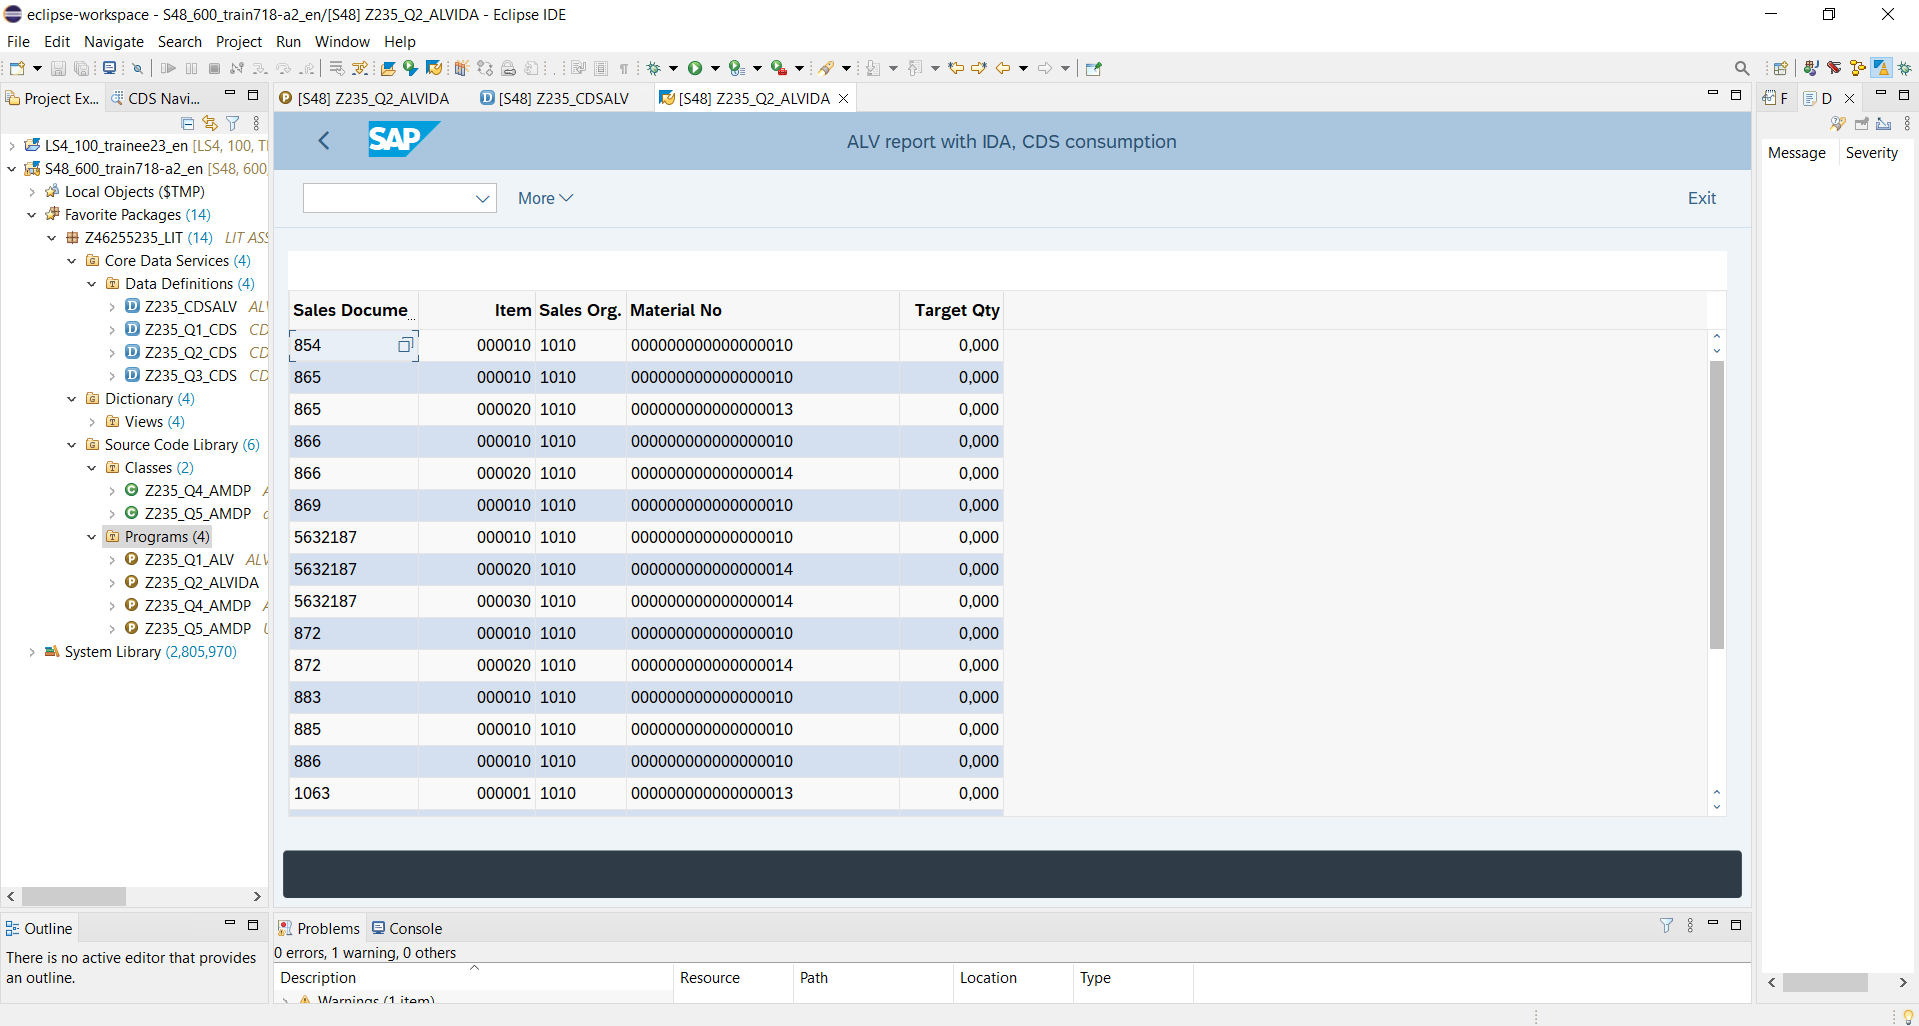 eclipse-workspace - S48_600_train718-a2_en/[S48] Z235_Q2_ALVIDA - Eclipse IDE
File Edit Navigate Search Project Run Window Help
Project Ex... CDS Navi...
[S48] Z235_Q2_ALVIDA [S48] Z235_CDSALV [S48] Z235_Q2_ALVIDA
F D
LS4_100_trainee23_en [LS4, 100, T
S48_600_train718-a2_en [S48, 600,
Local Objects ($TMP)
Favorite Packages (14)
Z46255235_LIT (14) LIT ASS
Core Data Services (4)
Data Definitions (4)
Z235_CDSALV AL
Z235_Q1_CDS CD
Z235_Q2_CDS CD
Z235_Q3_CDS CD
Dictionary (4)
Views (4)
Source Code Library (6)
Classes (2)
Z235_Q4_AMDP
Z235_Q5_AMDP
Programs (4)
Z235_Q1_ALV ALV
Z235_Q2_ALVIDA
Z235_Q4_AMDP
Z235_Q5_AMDP
System Library (2,805,970)
SAP ALV report with IDA, CDS consumption
More Exit
Sales Docume... Item Sales Org. Material No Target Qty
854 000010 1010 000000000000000010 0,000
865 000010 1010 000000000000000010 0,000
865 000020 1010 000000000000000013 0,000
866 000010 1010 000000000000000010 0,000
866 000020 1010 000000000000000014 0,000
869 000010 1010 000000000000000010 0,000
5632187 000010 1010 000000000000000010 0,000
5632187 000020 1010 000000000000000014 0,000
5632187 000030 1010 000000000000000014 0,000
872 000010 1010 000000000000000010 0,000
872 000020 1010 000000000000000014 0,000
883 000010 1010 000000000000000010 0,000
885 000010 1010 000000000000000010 0,000
886 000010 1010 000000000000000010 0,000
1063 000001 1010 000000000000000013 0,000
Message Severity
Outline
There is no active editor that provides
an outline.
Problems Console
0 errors, 1 warning, 0 others
Description Resource Path Location Type
Warnings (1 item)